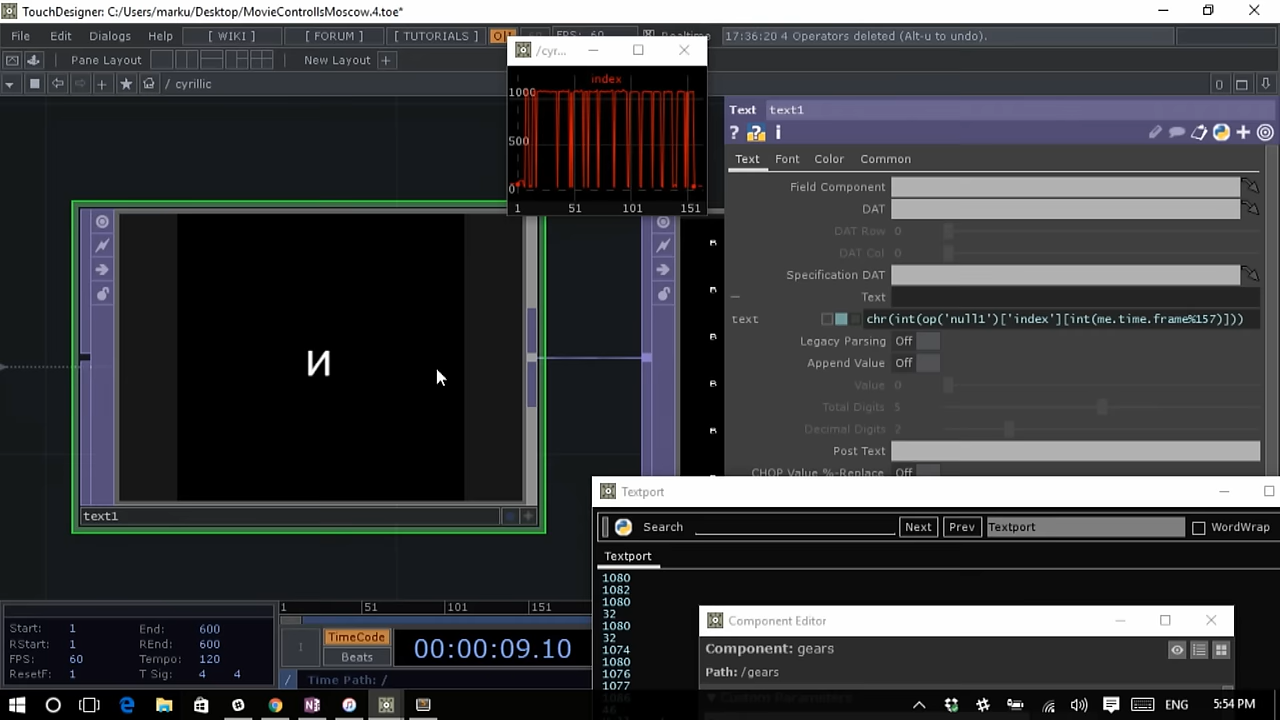 TouchDesigner: C:/Users/marku/Desktop/MovieControllsMoscow.4.toe*
File Edit Dialogs Help [ WIKI ] [ FORUM ] [ TUTORIALS ] FPS: 60 Realtime 17:36:20 4 Operators deleted (Alt-u to undo).
Pane Layout New Layout +
/ cyrillic
/cyr...
index
1000
500
0
1 51 101 151
Text text1
Text Font Color Common
Field Component
DAT
DAT Row 0
DAT Col 0
Specification DAT
Text
text chr(int(op('null1')['index'][int(me.time.frame%157)]))
Legacy Parsing Off
Append Value Off
Value 0
Total Digits 5
Decimal Digits 2
Post Text
CHOP Value %-Replace Off
И
text1
Textport
Search Next Prev Textport WordWrap
Textport
1080
1082
1080
32
1080
32
1074
1080
1076
1077
46
Component Editor
Component: gears
Path: /gears
Custom Parameters
1 51 101 151
Start: 1 End: 600
RStart: 1 REnd: 600
FPS: 60 Tempo: 120
ResetF: 1 T Sig: 4 4
TimeCode
Beats
00:00:09.10
/ Time Path: /
ENG 5:54 PM